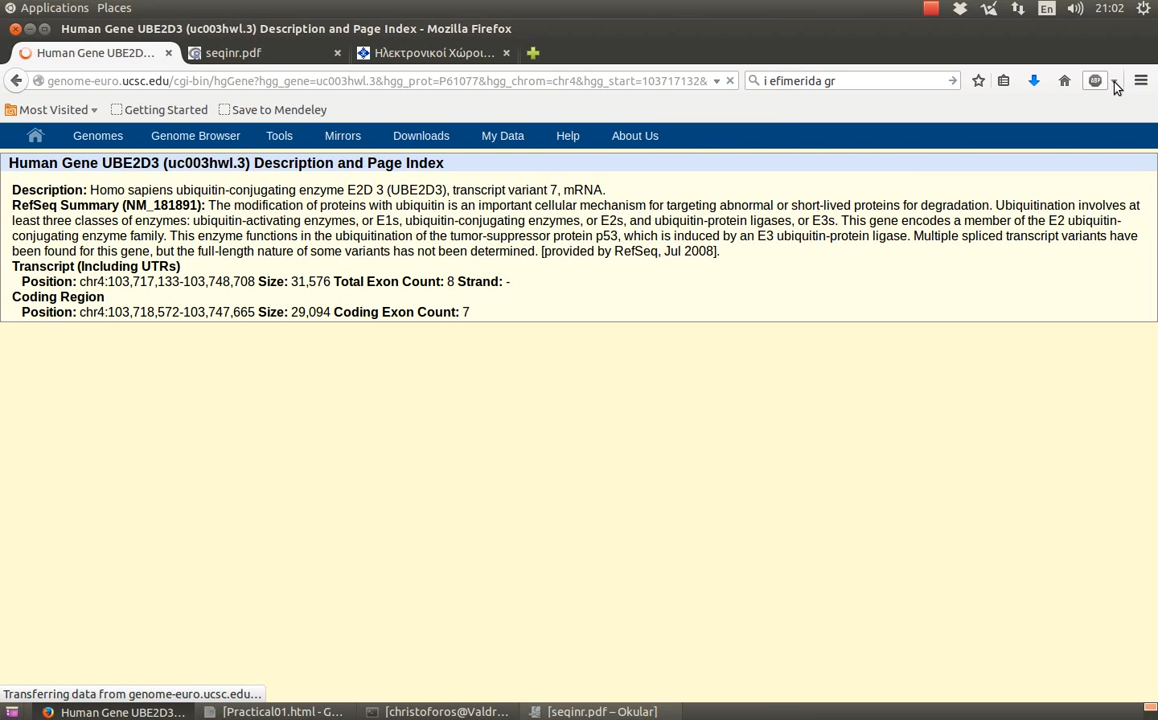 Applications Places En 21:02
Human Gene UBE2D3 (uc003hwl.3) Description and Page Index - Mozilla Firefox
Human Gene UBE2D... seqinr.pdf Ηλεκτρονικοί Χώροι...
genome-euro.ucsc.edu/cgi-bin/hgGene?hgg_gene=uc003hwl.3&hgg_prot=P61077&hgg_chrom=chr4&hgg_start=103717132& i efimerida gr ABP
Most Visited Getting Started Save to Mendeley
Genomes Genome Browser Tools Mirrors Downloads My Data Help About Us
Human Gene UBE2D3 (uc003hwl.3) Description and Page Index
Description: Homo sapiens ubiquitin-conjugating enzyme E2D 3 (UBE2D3), transcript variant 7, mRNA.
RefSeq Summary (NM_181891): The modification of proteins with ubiquitin is an important cellular mechanism for targeting abnormal or short-lived proteins for degradation. Ubiquitination involves at
least three classes of enzymes: ubiquitin-activating enzymes, or E1s, ubiquitin-conjugating enzymes, or E2s, and ubiquitin-protein ligases, or E3s. This gene encodes a member of the E2 ubiquitin-
conjugating enzyme family. This enzyme functions in the ubiquitination of the tumor-suppressor protein p53, which is induced by an E3 ubiquitin-protein ligase. Multiple spliced transcript variants have
been found for this gene, but the full-length nature of some variants has not been determined. [provided by RefSeq, Jul 2008].
Transcript (Including UTRs)
Position: chr4:103,717,133-103,748,708 Size: 31,576 Total Exon Count: 8 Strand: -
Coding Region
Position: chr4:103,718,572-103,747,665 Size: 29,094 Coding Exon Count: 7
Transferring data from genome-euro.ucsc.edu...
Human Gene UBE2D3... [Practical01.html - G... [christoforos@Valdr... [seqinr.pdf – Okular]